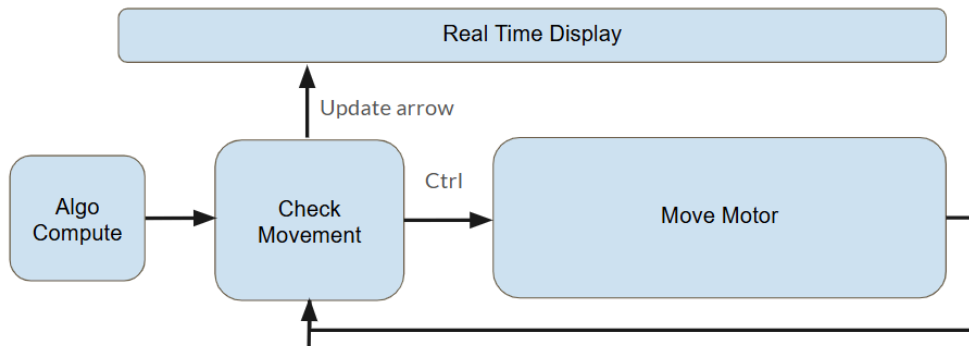 Real Time Display
Update arrow
Algo
Compute
Check
Movement
Ctrl
Move Motor